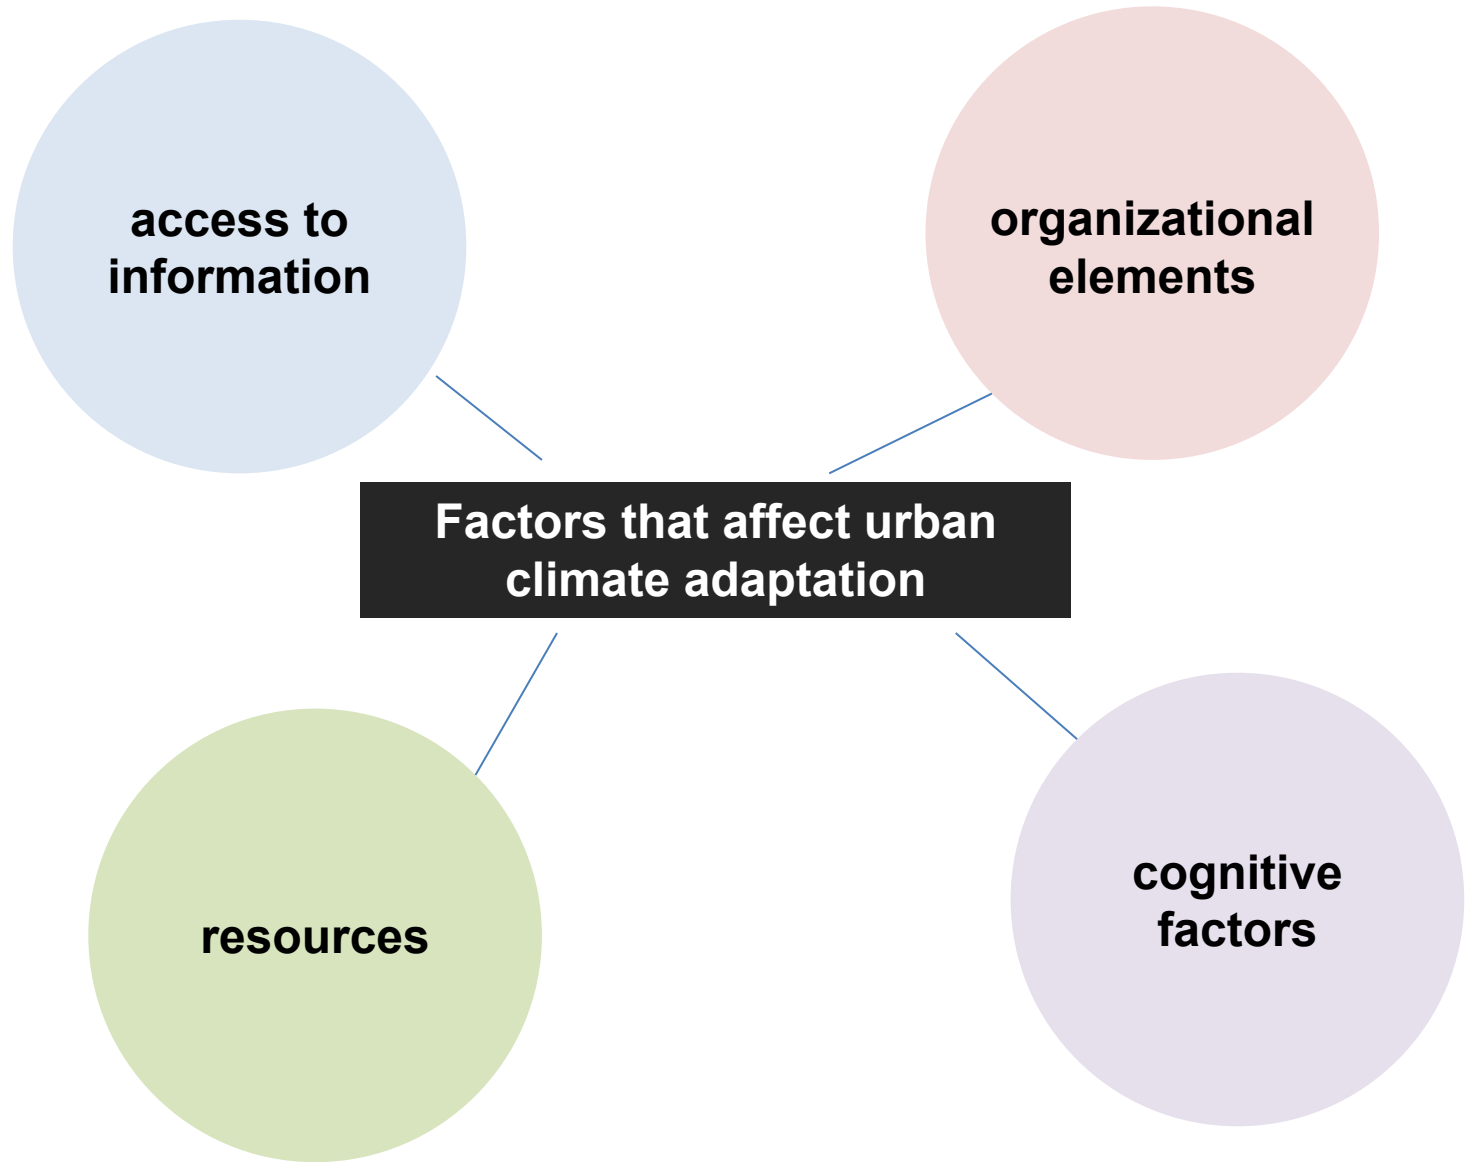 access to
information
organizational
elements
Factors that affect urban
climate adaptation
resources
cognitive
factors